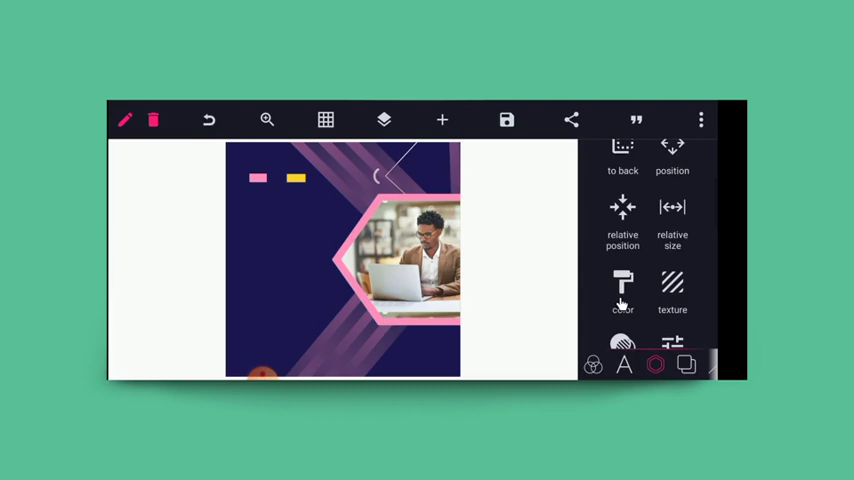 to back
position
relative
position
relative
size
color
texture